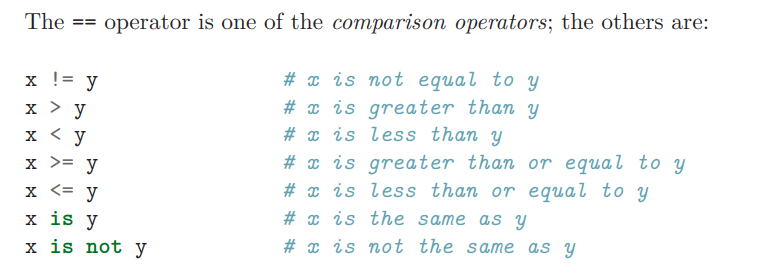 The == operator is one of the comparison operators; the others are:
x != y # x is not equal to y
x > y # x is greater than y
x < y # x is less than y
x >= y # x is greater than or equal to y
x <= y # x is less than or equal to y
x is y # x is the same as y
x is not y # x is not the same as y